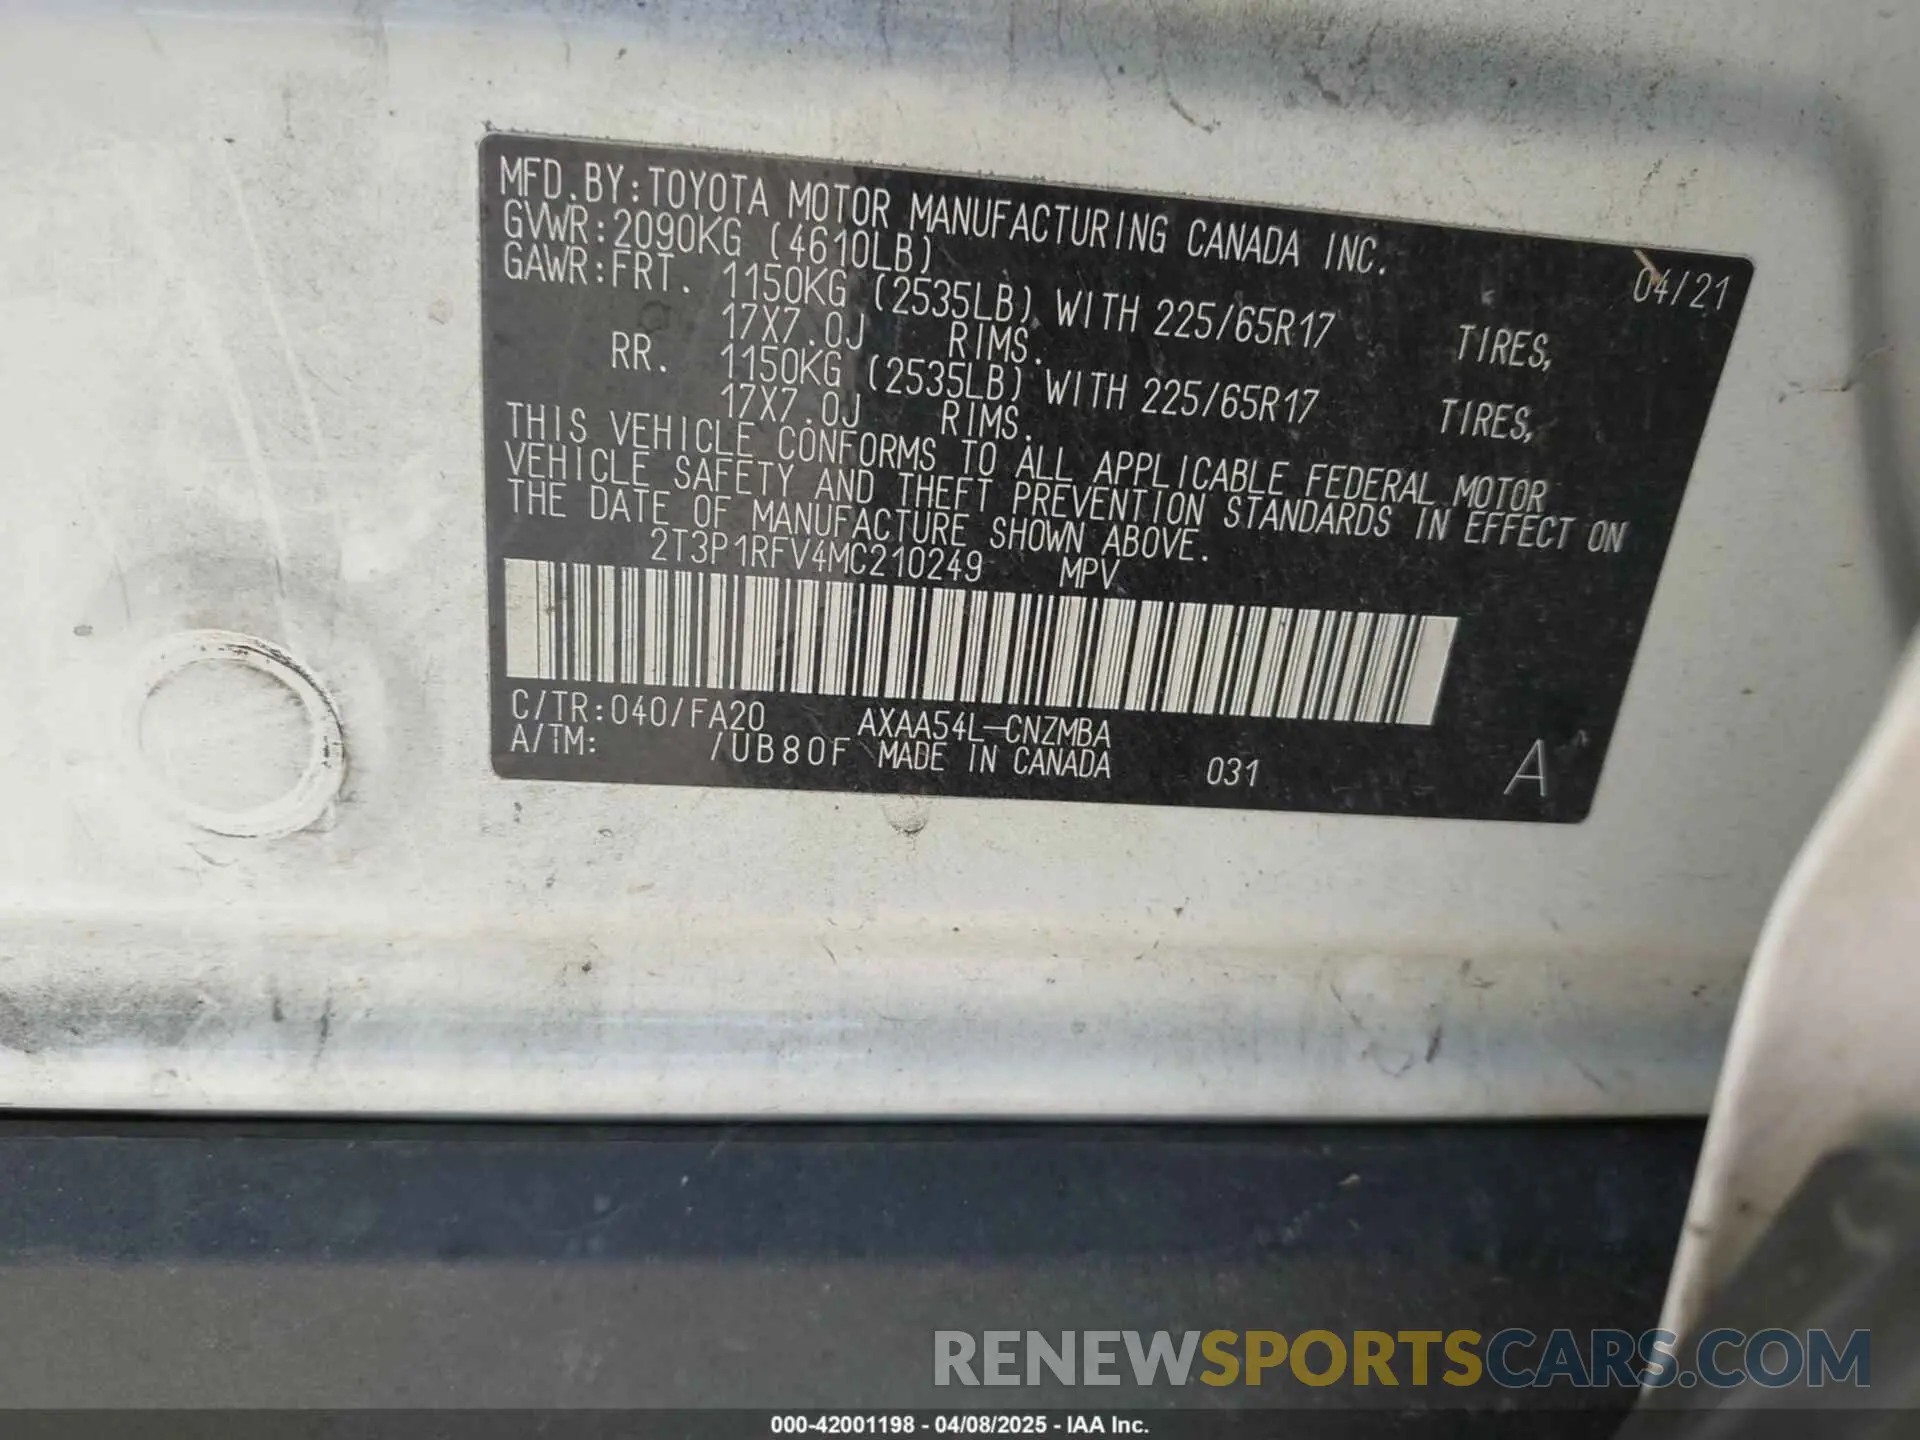 MFD.BY:TOYOTA MOTOR MANUFACTURING CANADA INC. 04/21
GVWR:2090KG (4610LB)
GAWR:FRT. 1150KG (2535LB) WITH 225/65R17 TIRES,
17X7.0J RIMS.
RR. 1150KG (2535LB) WITH 225/65R17 TIRES,
17X7.0J RIMS.
THIS VEHICLE CONFORMS TO ALL APPLICABLE FEDERAL MOTOR
VEHICLE SAFETY AND THEFT PREVENTION STANDARDS IN EFFECT ON
THE DATE OF MANUFACTURE SHOWN ABOVE.
2T3P1RFV4MC210249 MPV
C/TR:040/FA20 AXAA54L-CNZMBA
A/TM: /UB80F MADE IN CANADA 031 A
RENEWSPORTSCARS.COM
000-42001198 - 04/08/2025 - IAA Inc.